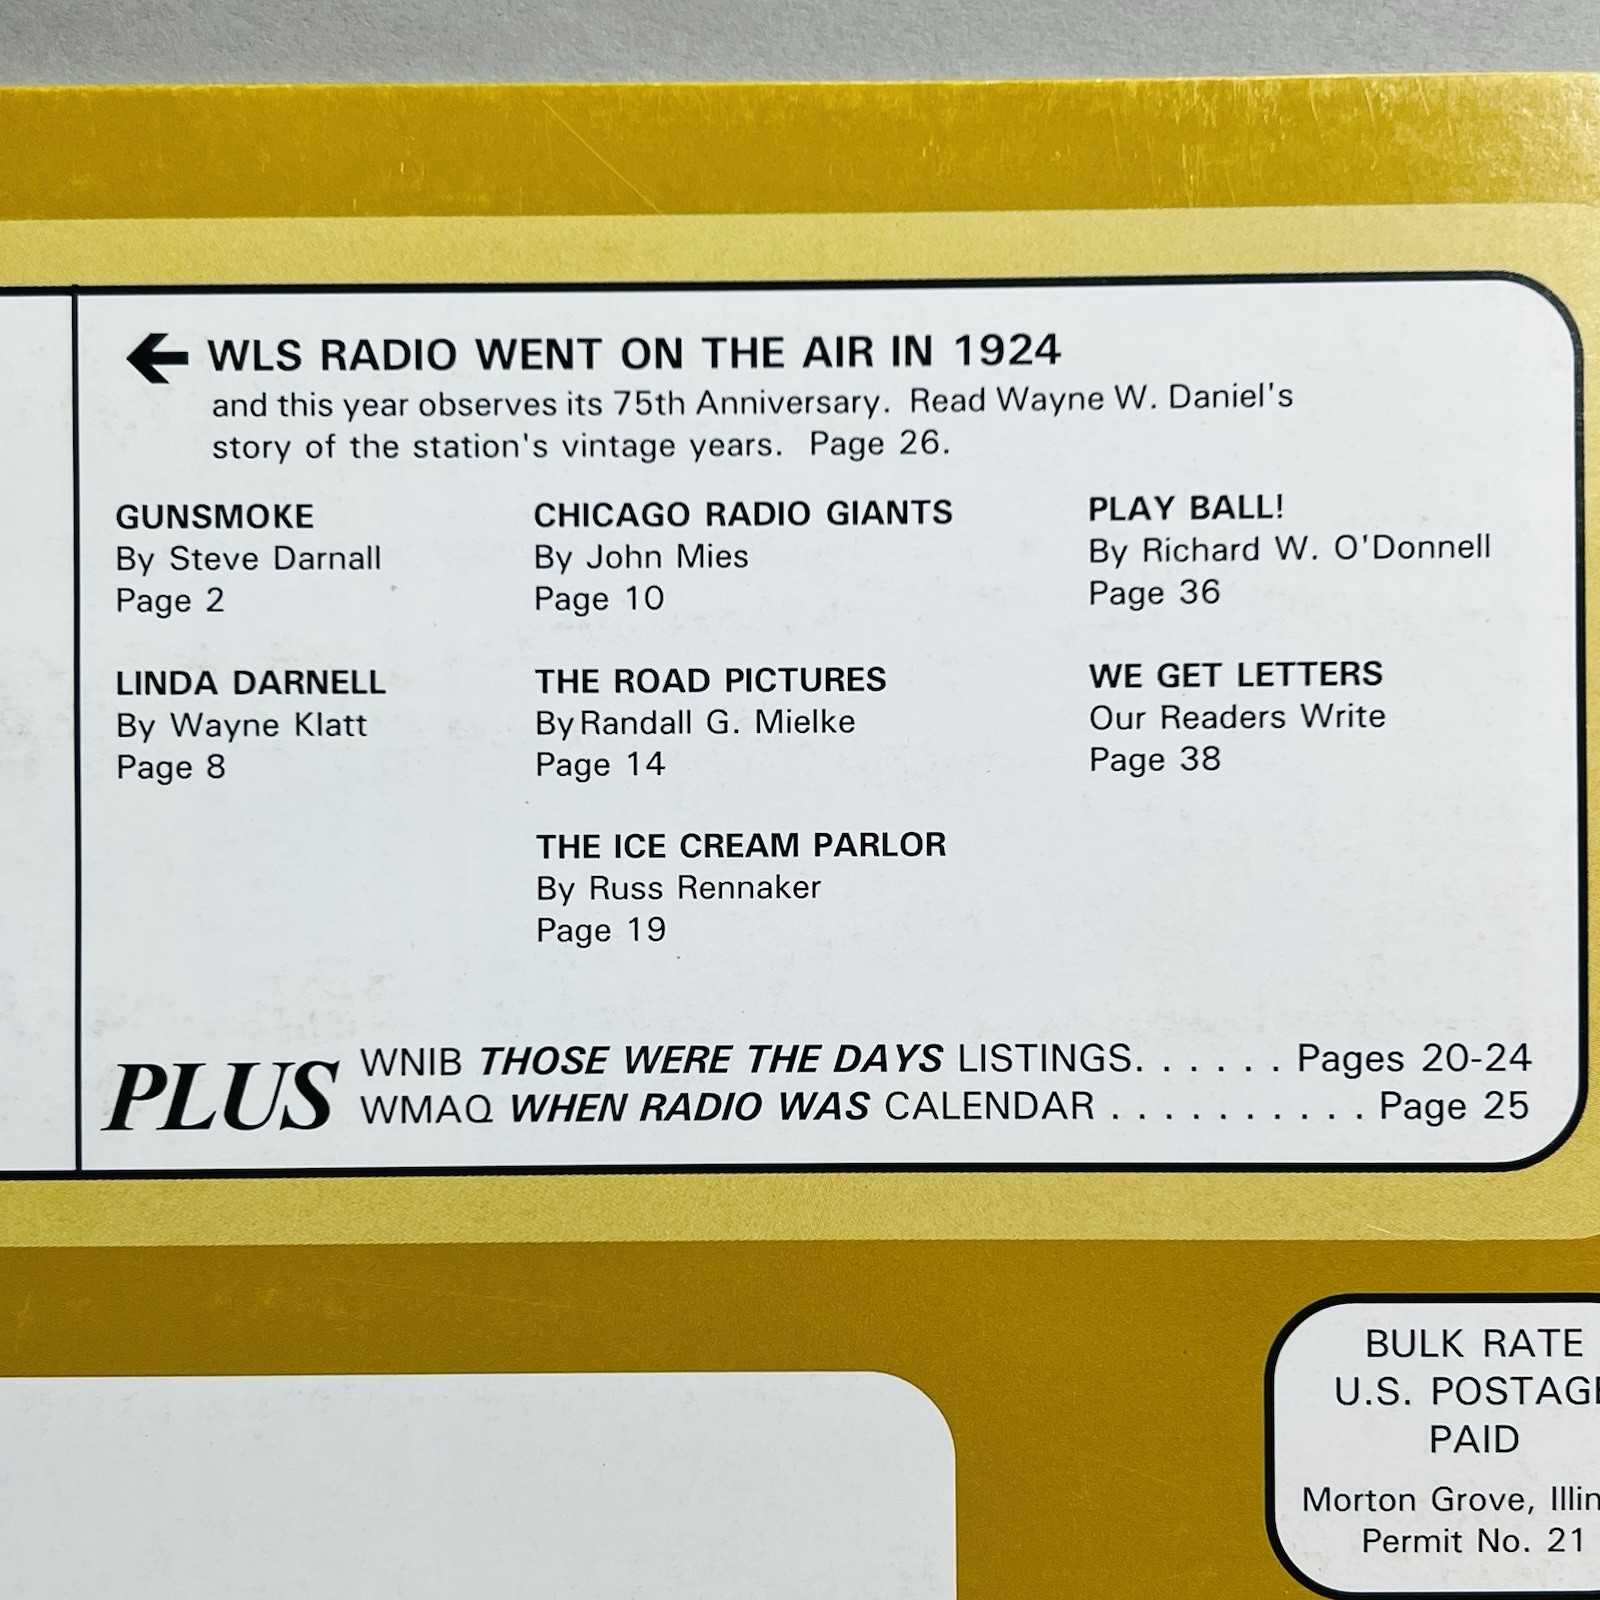 WLS RADIO WENT ON THE AIR IN 1924
and this year observes its 75th Anniversary. Read Wayne W. Daniel's
story of the station's vintage years. Page 26.
GUNSMOKE
By Steve Darnall
Page 2
LINDA DARNELL
By Wayne Klatt
Page 8
CHICAGO RADIO GIANTS
By John Mies
Page 10
THE ROAD PICTURES
By Randall G. Mielke
Page 14
THE ICE CREAM PARLOR
By Russ Rennaker
Page 19
PLAY BALL!
By Richard W. O'Donnell
Page 36
WE GET LETTERS
Our Readers Write
Page 38
PLUS
WNIB THOSE WERE THE DAYS LISTINGS. . . . . . Pages 20-24
WMAQ WHEN RADIO WAS CALENDAR . . . . . . . . . . Page 25
BULK RATE
U.S. POSTAGE
PAID
Morton Grove, Illin
Permit No. 21